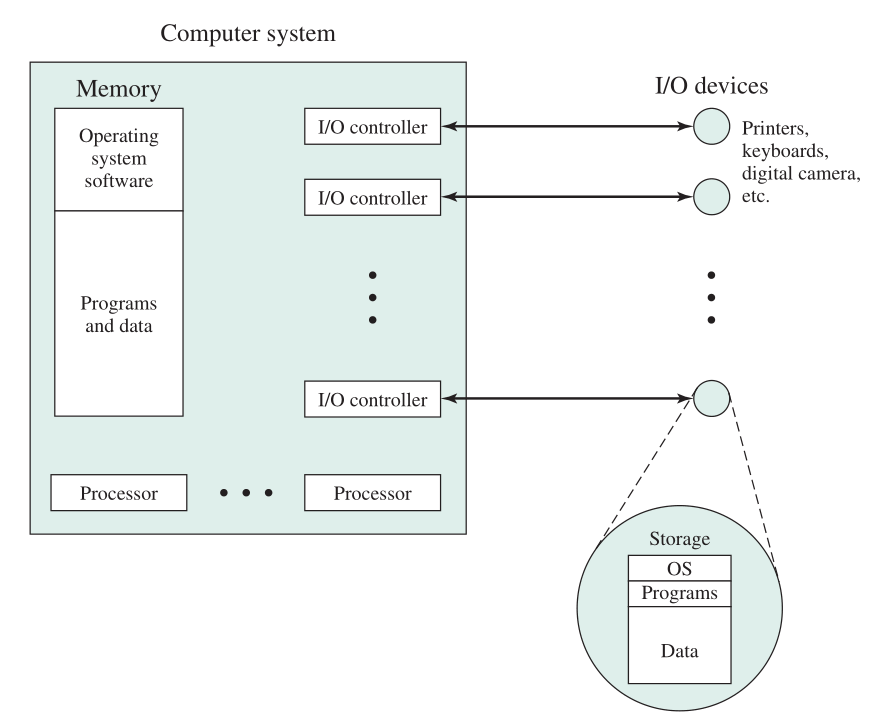 Computer system
Memory
Operating
system
software
Programs
and data
I/O controller
I/O controller
I/O controller
Processor
Processor
I/O devices
Printers,
keyboards,
digital camera,
etc.
Storage
OS
Programs
Data